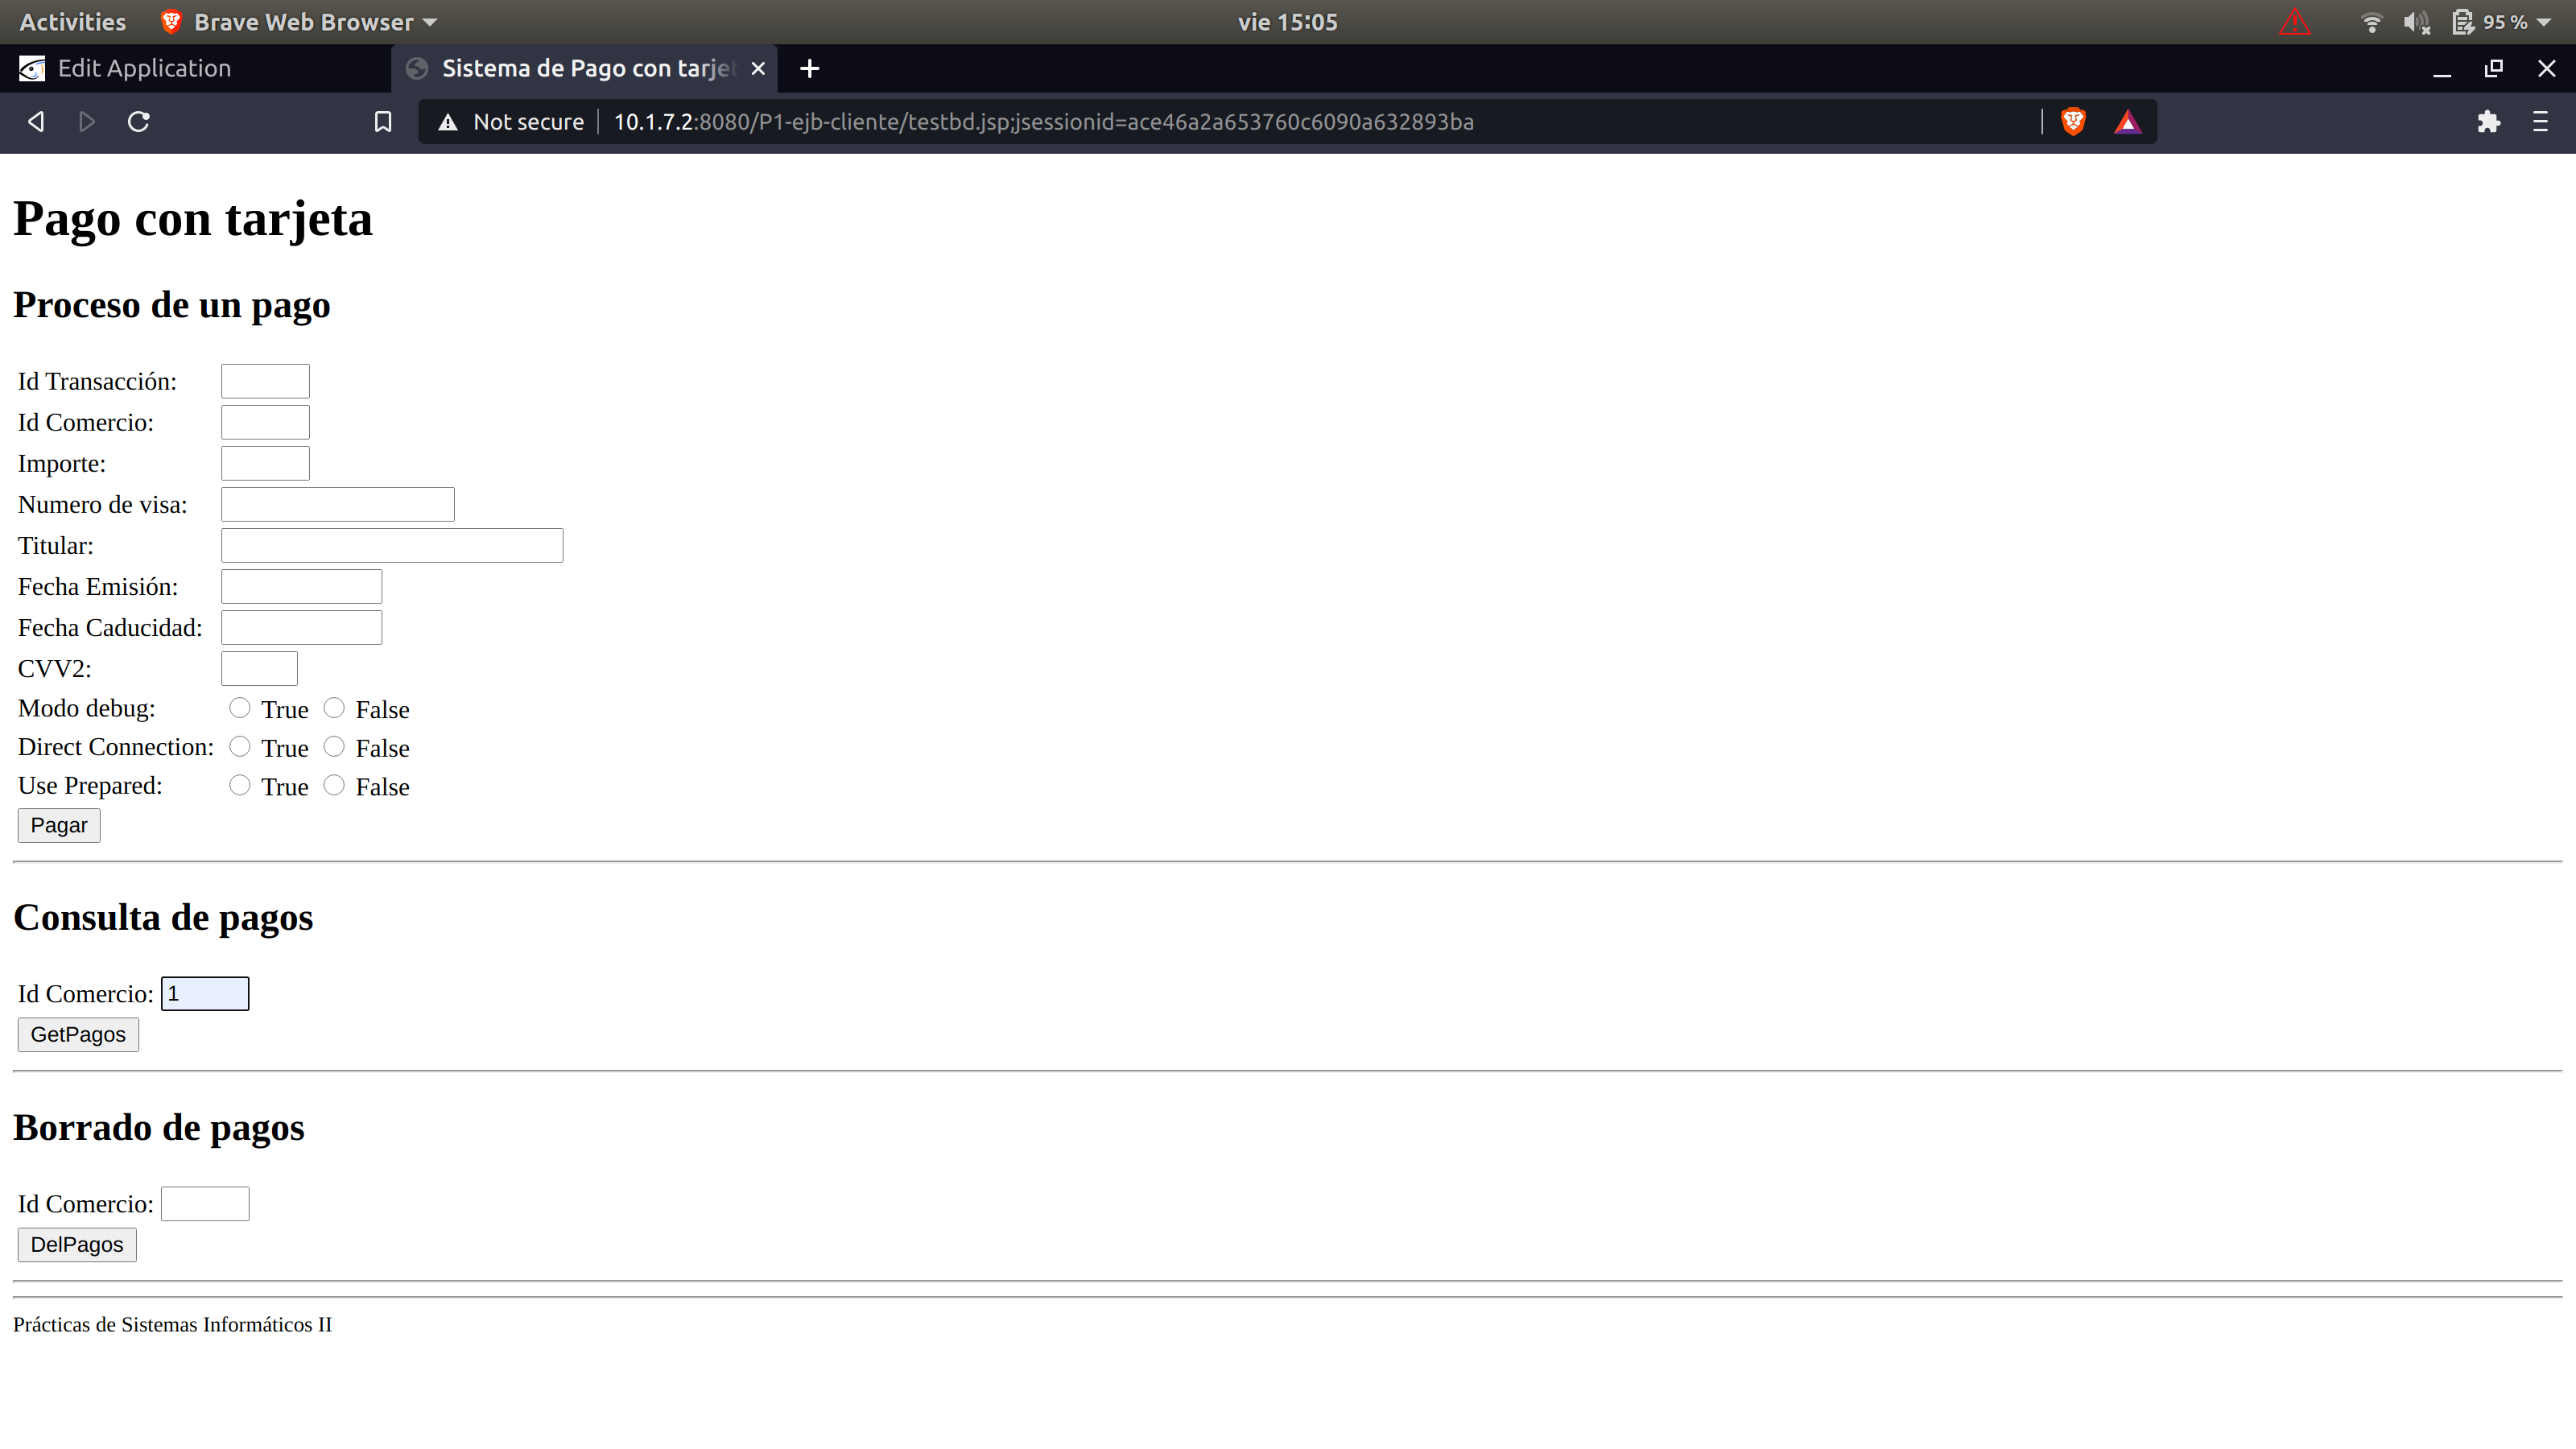 Activities Brave Web Browser vie 15:05 95 %
Edit Application Sistema de Pago con tarjet
Not secure 10.1.7.2:8080/P1-ejb-cliente/testbd.jsp;jsessionid=ace46a2a653760c6090a632893ba
Pago con tarjeta
Proceso de un pago
Id Transacción:
Id Comercio:
Importe:
Numero de visa:
Titular:
Fecha Emisión:
Fecha Caducidad:
CVV2:
Modo debug: True False
Direct Connection: True False
Use Prepared: True False
Pagar
Consulta de pagos
Id Comercio: 1
GetPagos
Borrado de pagos
Id Comercio:
DelPagos
Prácticas de Sistemas Informáticos II